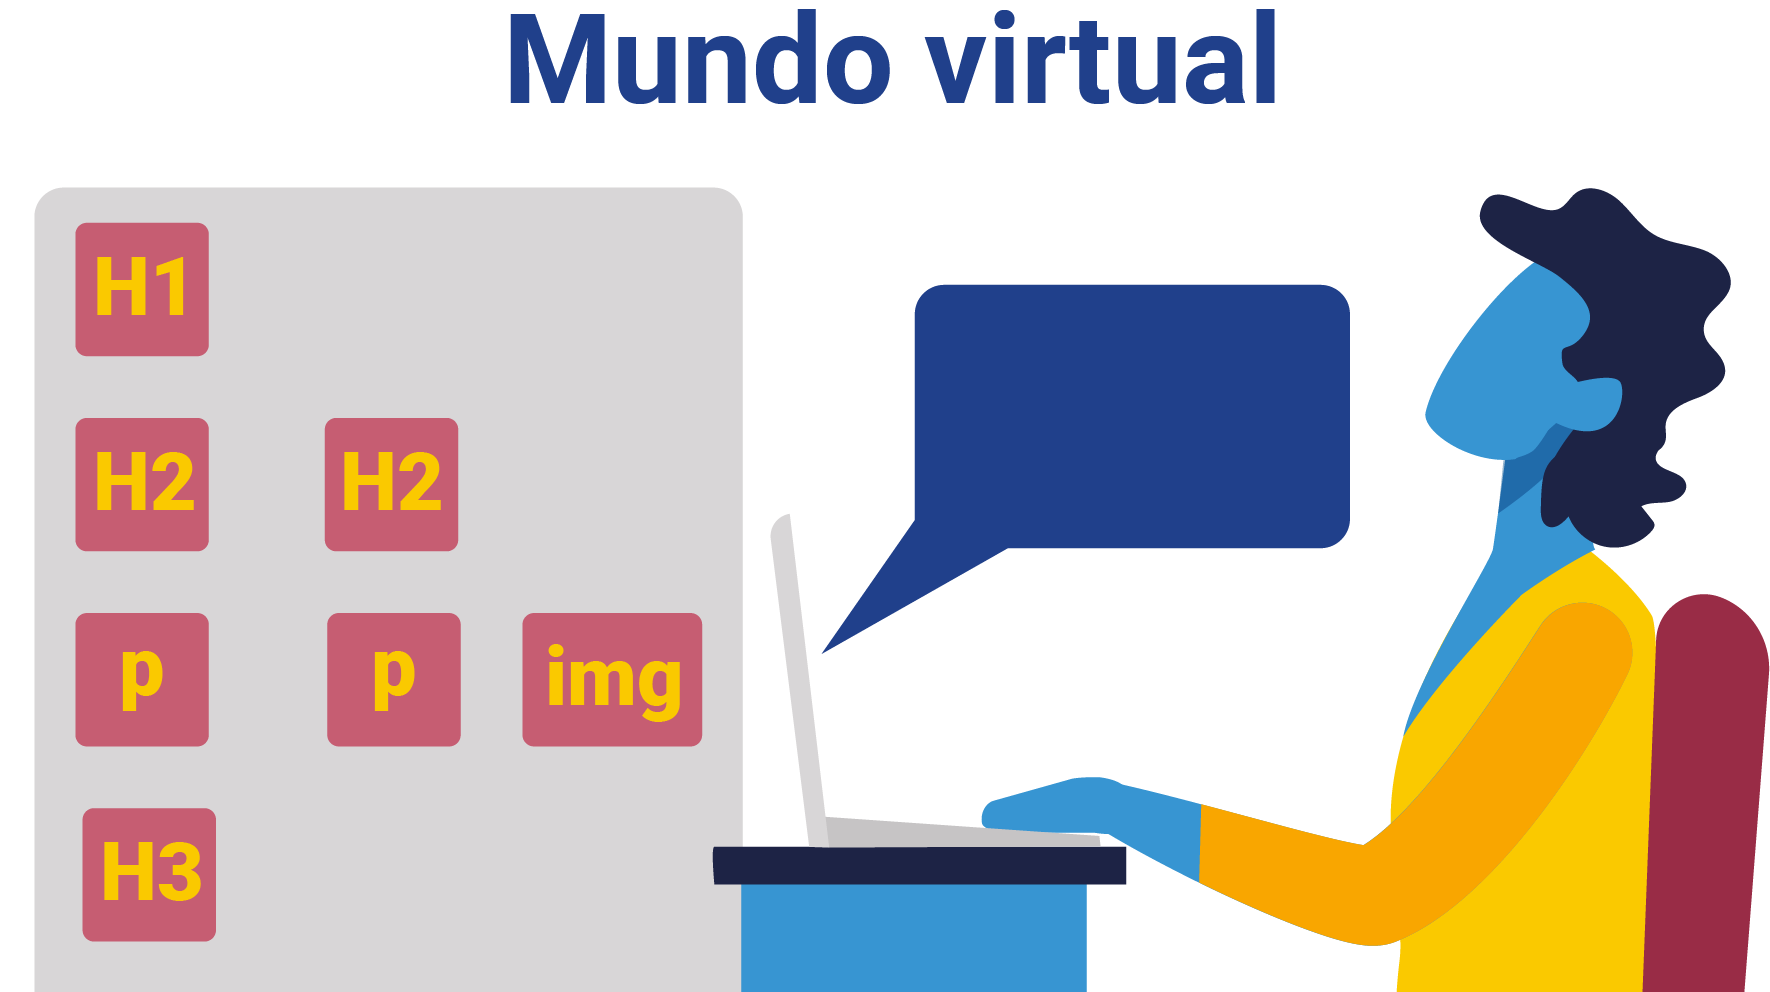 Mundo virtual
H1
H2 H2
p p img
H3